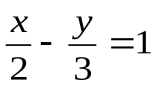 x/2 - y/3 = 1